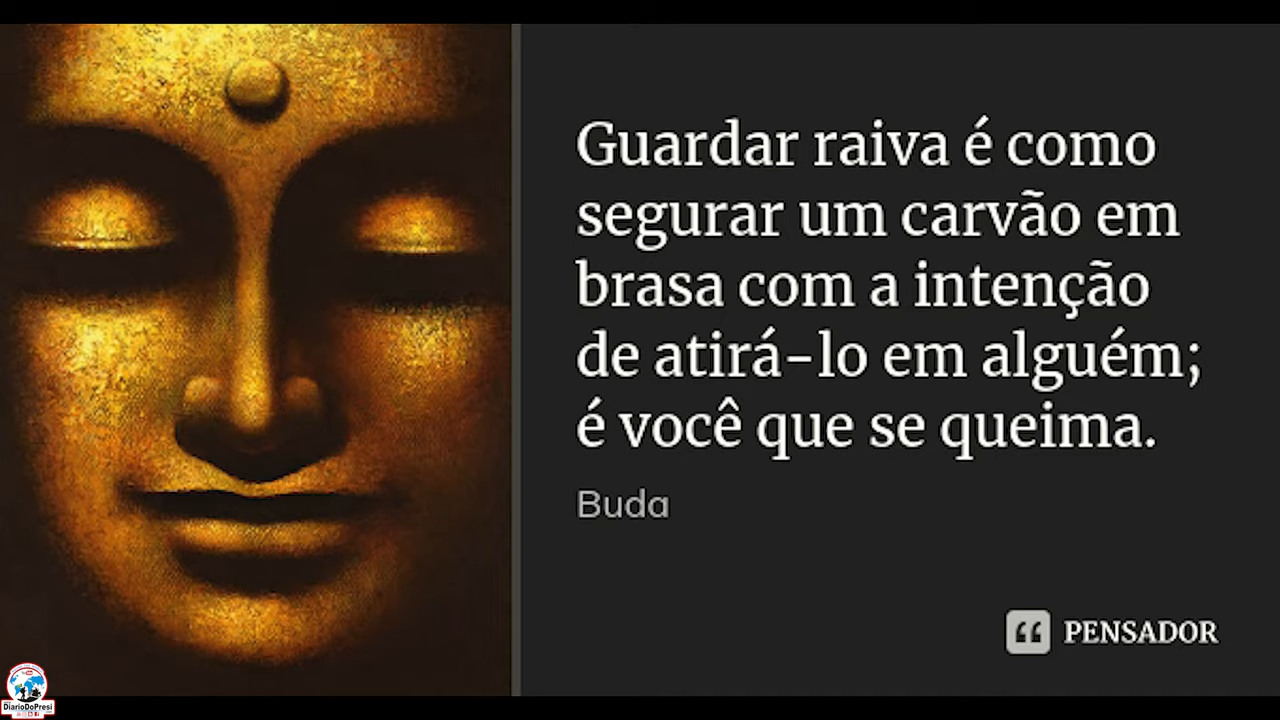 Guardar raiva é como
segurar um carvão em
brasa com a intenção
de atirá-lo em alguém;
é você que se queima.
Buda
PENSADOR
DiarioDoPresi